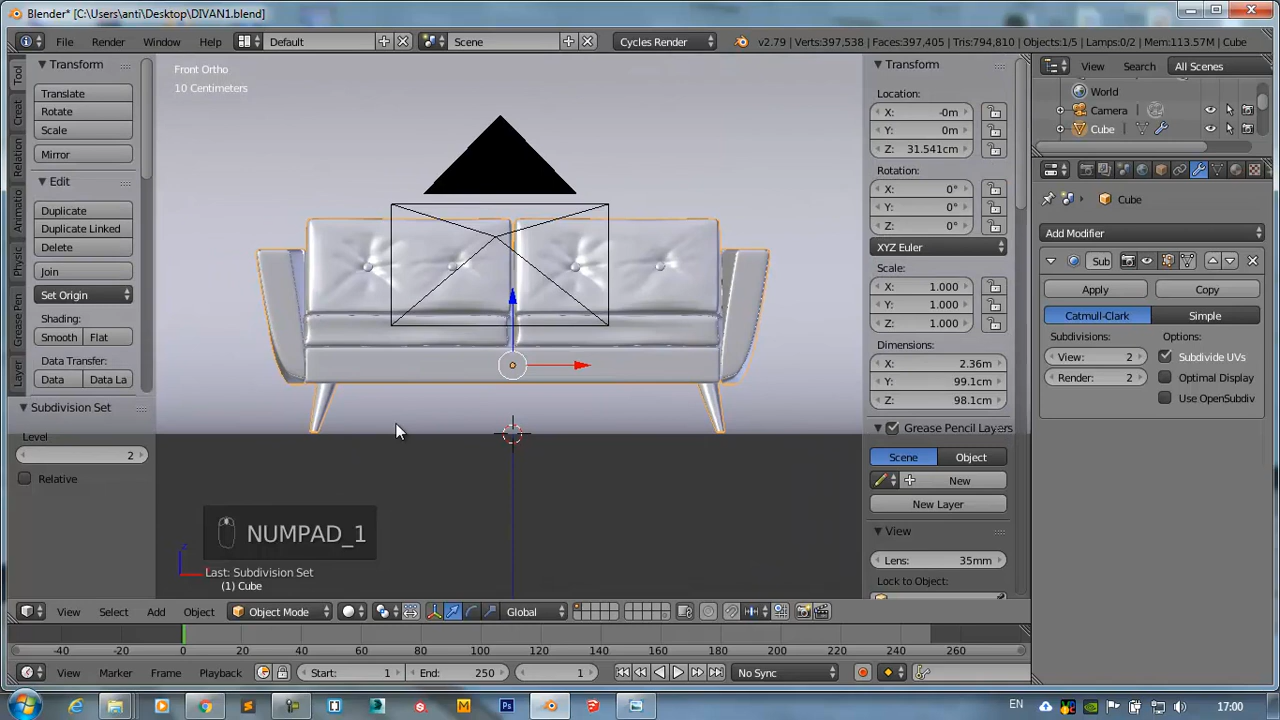 Blender* [C:\Users\anti\Desktop\DIVAN1.blend]
File Render Window Help Default Scene Cycles Render v2.79 | Verts:397,538 | Faces:397,405 | Tris:794,810 | Objects:1/5 | Lamps:0/2 | Mem:113.57M | Cube
Tool
Creat
Relation
Animatio
Physic
Grease Pen
Layer
Transform
Translate
Rotate
Scale
Mirror
Edit
Duplicate
Duplicate Linked
Delete
Join
Set Origin
Shading:
Smooth Flat
Data Transfer:
Data Data La
Subdivision Set
Level
2
Relative
Front Ortho
10 Centimeters
NUMPAD_1
Last: Subdivision Set
(1) Cube
Transform
Location:
X: -0m
Y: 0m
Z: 31.541cm
Rotation:
X: 0°
Y: 0°
Z: 0°
XYZ Euler
Scale:
X: 1.000
Y: 1.000
Z: 1.000
Dimensions:
X: 2.36m
Y: 99.1cm
Z: 98.1cm
Grease Pencil Layers
Scene Object
New
New Layer
View
Lens: 35mm
Lock to Object:
View Search All Scenes
World
Camera
Cube
Cube
Add Modifier
Sub
Apply Copy
Catmull-Clark Simple
Subdivisions: Options:
View: 2 Subdivide UVs
Render: 2 Optimal Display
Use OpenSubdiv
View Select Add Object Object Mode Global
-40 -20 0 20 40 60 80 100 120 140 160 180 200 220 240 260
View Marker Frame Playback Start: 1 End: 250 1 No Sync
EN 17:00